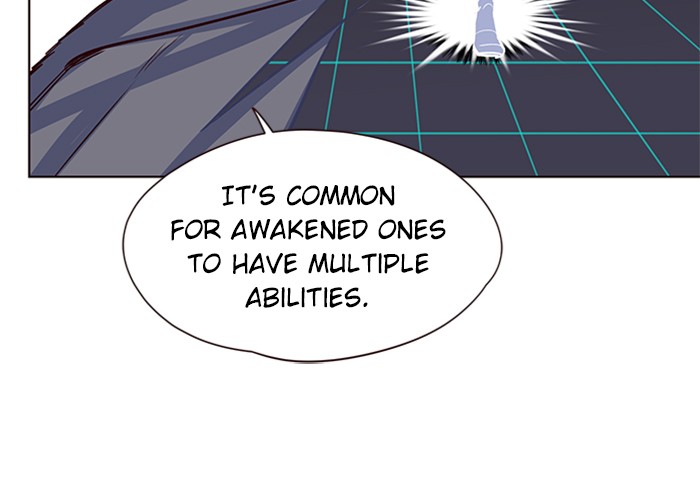 IT'S COMMON
FOR AWAKENED ONES
TO HAVE MULTIPLE
ABILITIES.